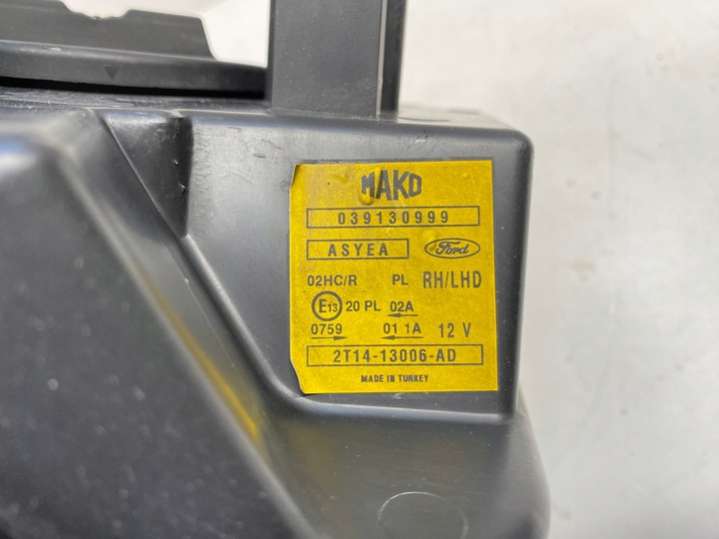 MAKO
039130999
ASYEA Ford
02HC/R PL RH/LHD
E13 20 PL 02A
0759 01 1A 12 V
2T14-13006-AD
MADE IN TURKEY